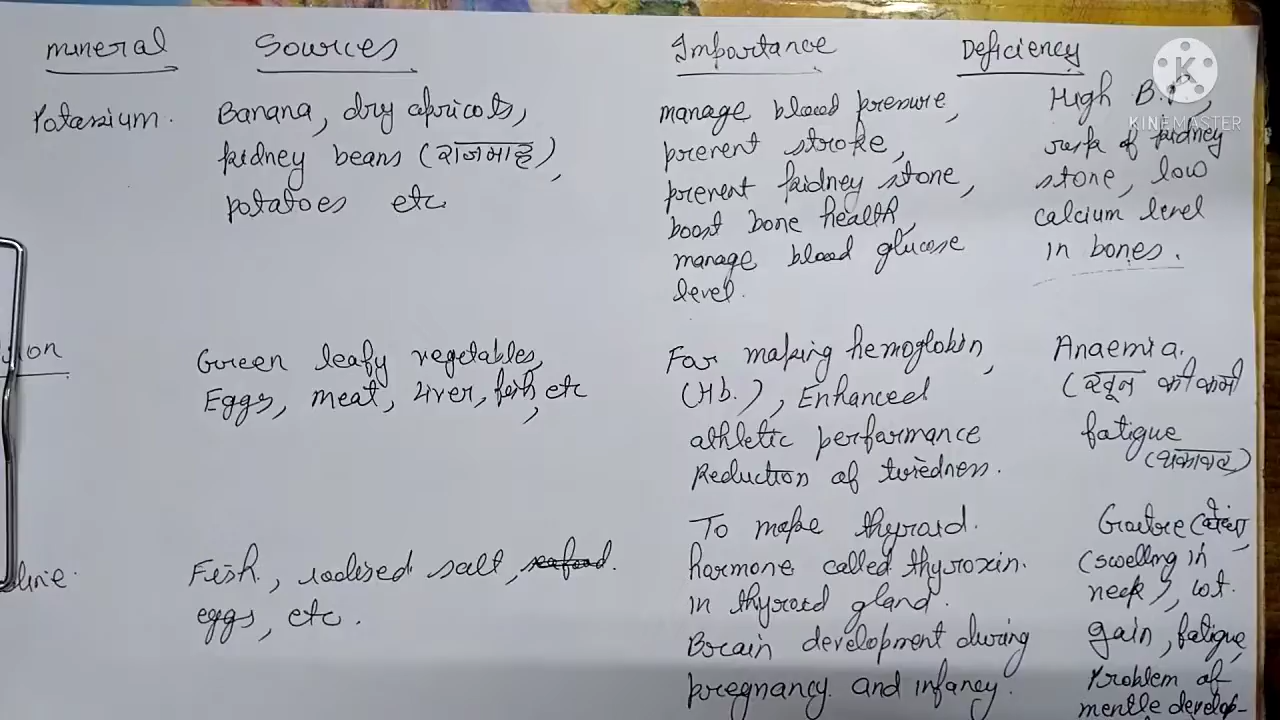 mineral Sources Importance Deficiency
Potassium. Banana, dry apricots, manage blood pressure, High B.P,
kidney beans (राजमाह), prevent stroke, risk of kidney
potatoes etc prevent kidney stone, stone, low
boost bone health, calcium level
manage blood glucose in bones.
level.
Green leafy vegetables, For making hemoglobin, Anaemia.
Eggs, meat, liver, fish, etc (Hb.), Enhanced (खून की कमी
athletic performance fatigue
Reduction of tiredness. (थकावट)
To make thyroid. Goitre
Fish, iodised salt, seafood. hormone called thyroxin. (swelling in
eggs, etc. in thyroid gland. neck), wt.
Brain development during gain, fatigue,
pregnancy and infancy. Problem of
mentle develop-
KINEMASTER